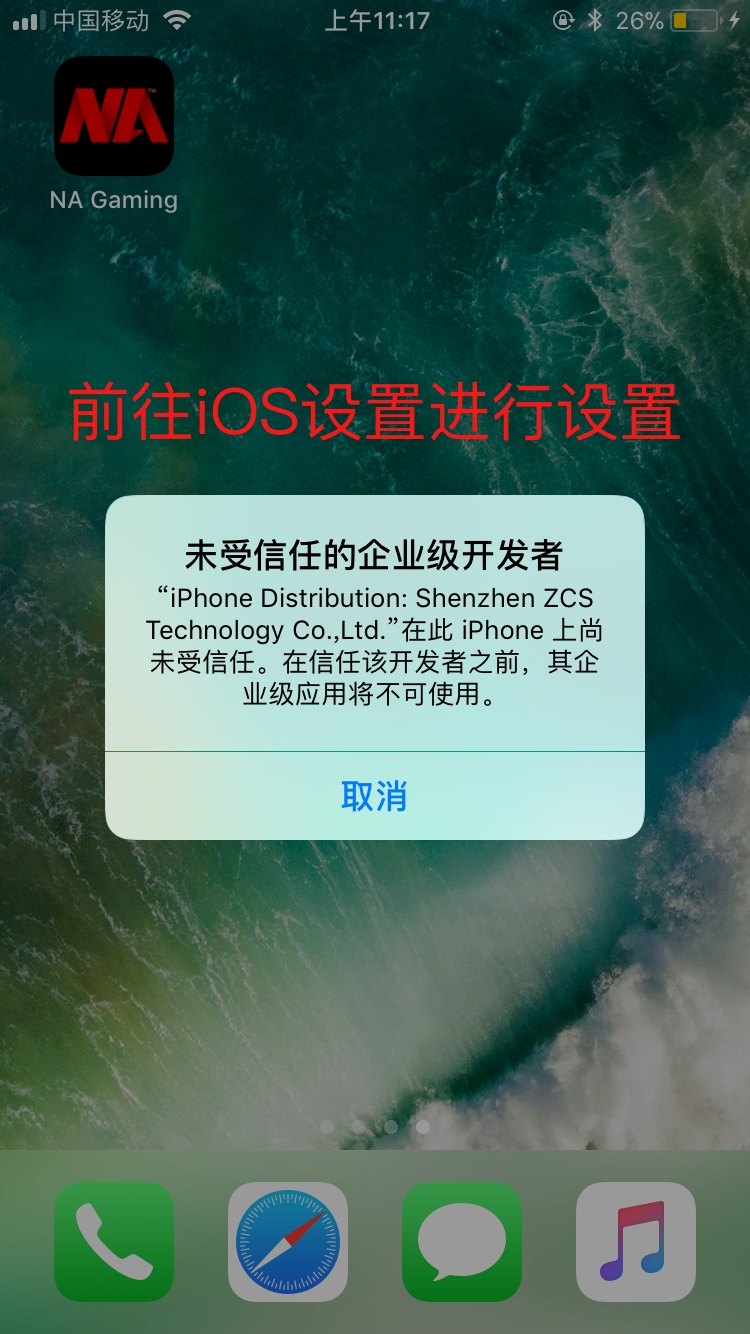 中国移动 上午11:17 26%
NA™
NA Gaming
前往iOS设置进行设置
未受信任的企业级开发者
“iPhone Distribution: Shenzhen ZCS
Technology Co.,Ltd.”在此 iPhone 上尚
未受信任。在信任该开发者之前，其企
业级应用将不可使用。
取消